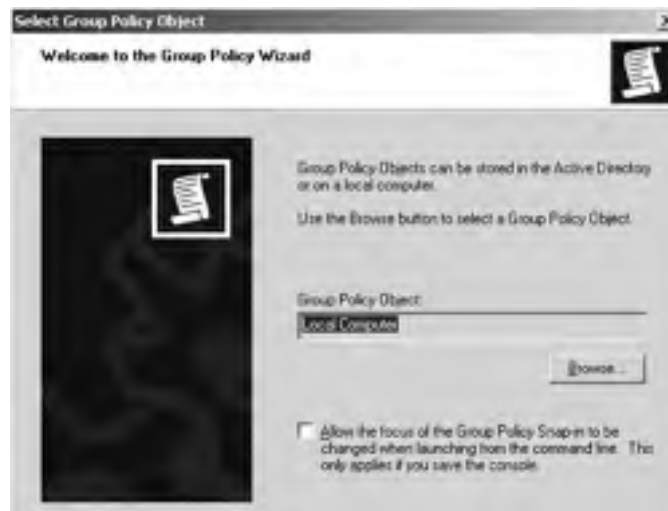 Select Group Policy Object
Welcome to the Group Policy Wizard
Group Policy Objects can be stored in the Active Directory
or on a local computer.
Use the Browse button to select a Group Policy Object.
Group Policy Object:
Local Computer
Browse...
Allow the focus of the Group Policy Snap-in to be
changed when launching from the command line. This
only applies if you save the console.